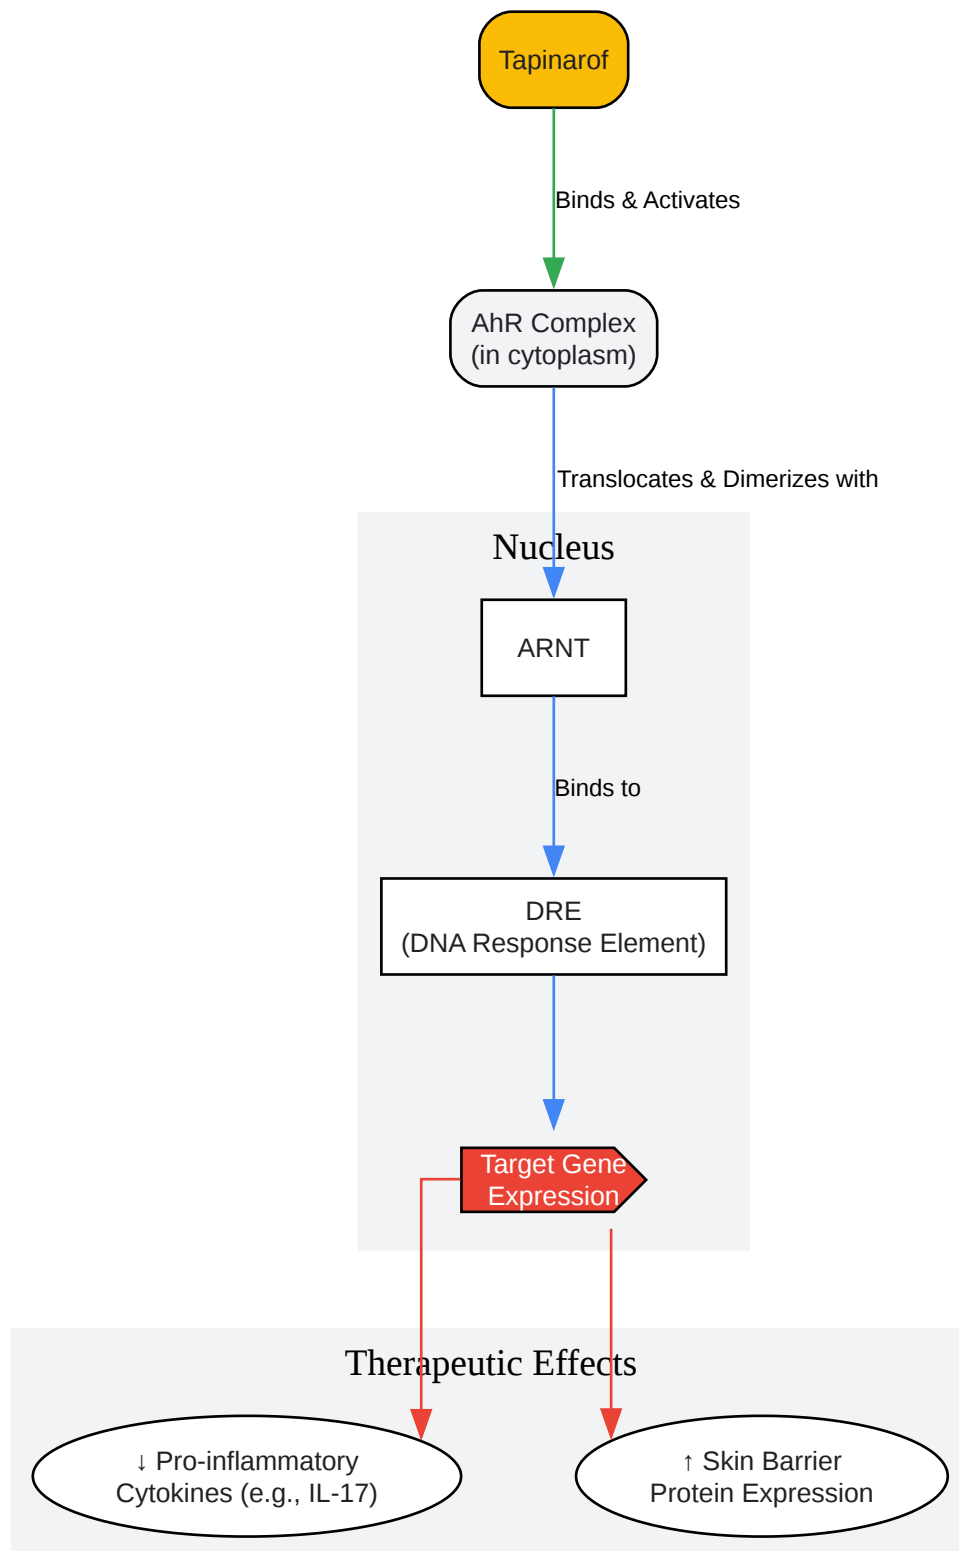 Tapinarof
Binds & Activates
AhR Complex
(in cytoplasm)
Translocates & Dimerizes with
Nucleus
ARNT
Binds to
DRE
(DNA Response Element)
Target Gene
Expression
Therapeutic Effects
↓ Pro-inflammatory
Cytokines (e.g., IL-17)
↑ Skin Barrier
Protein Expression